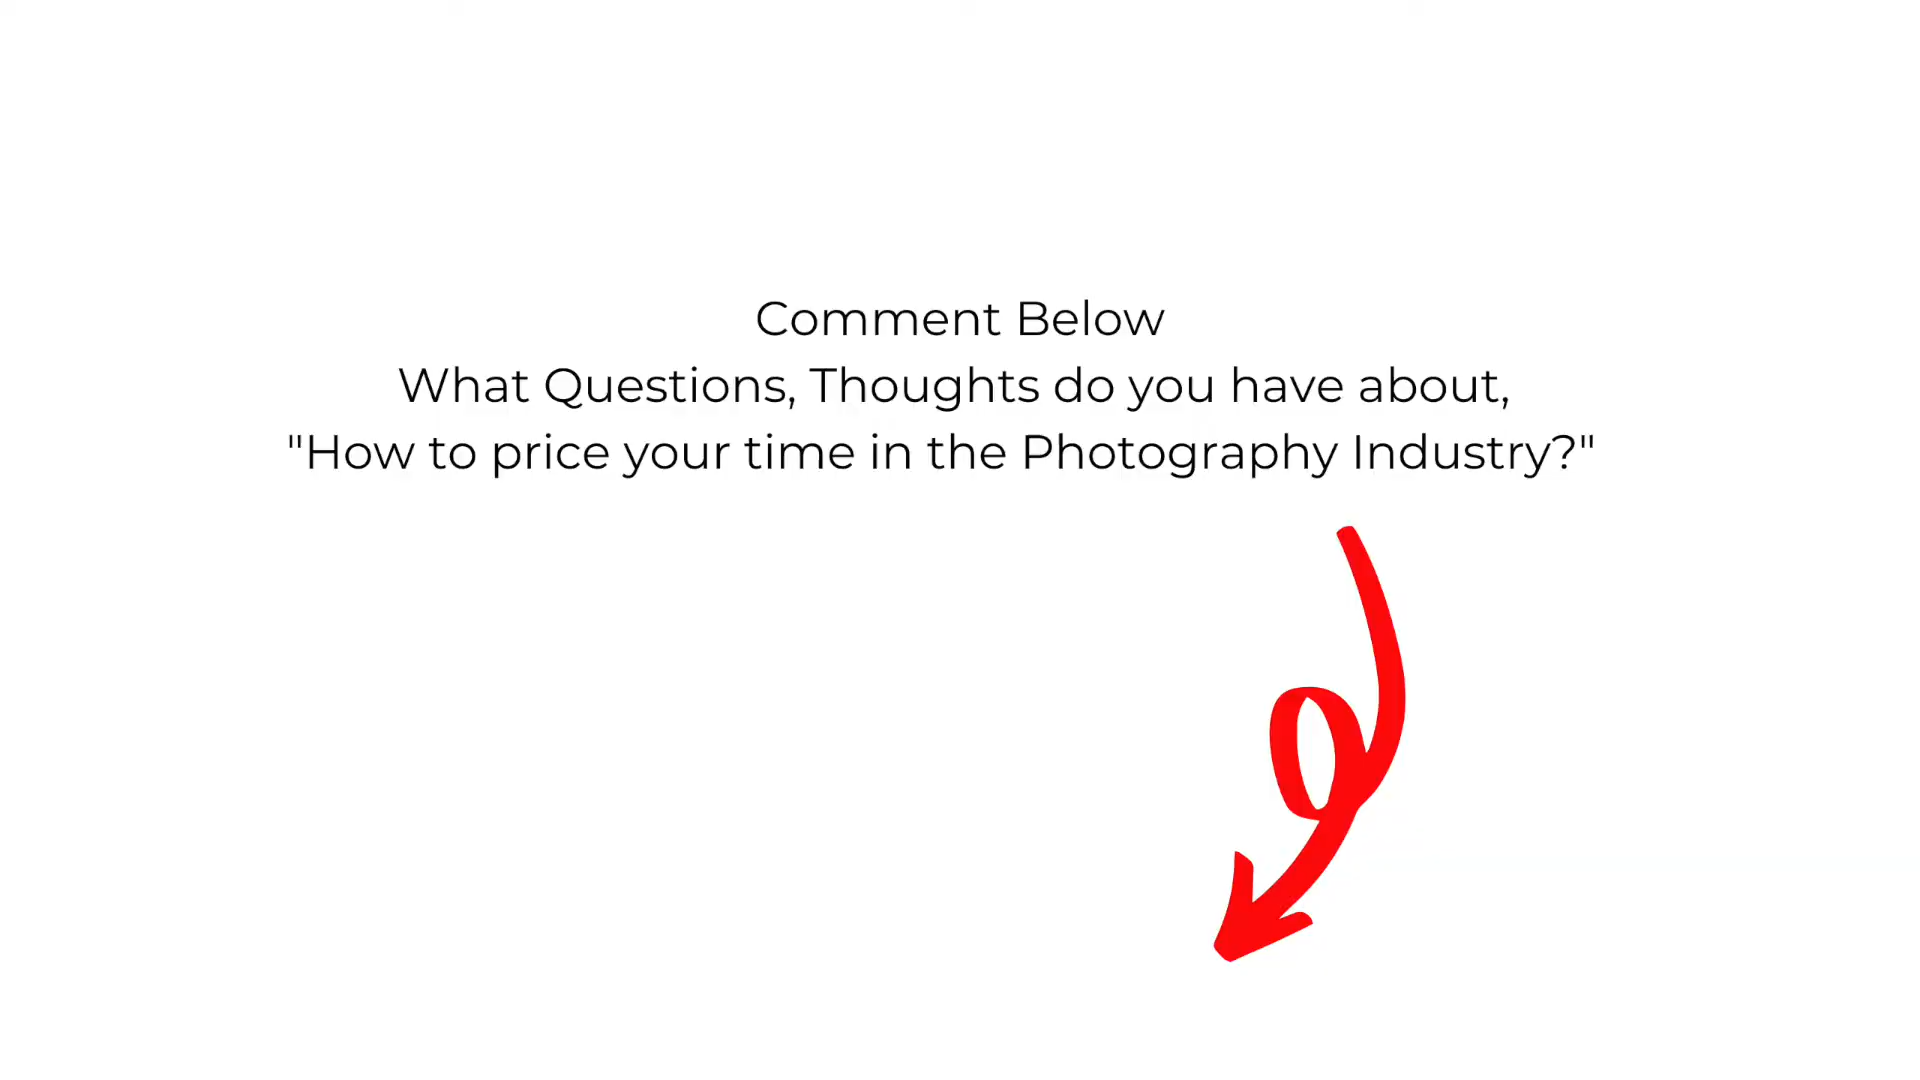 Comment Below
What Questions, Thoughts do you have about,
"How to price your time in the Photography Industry?"